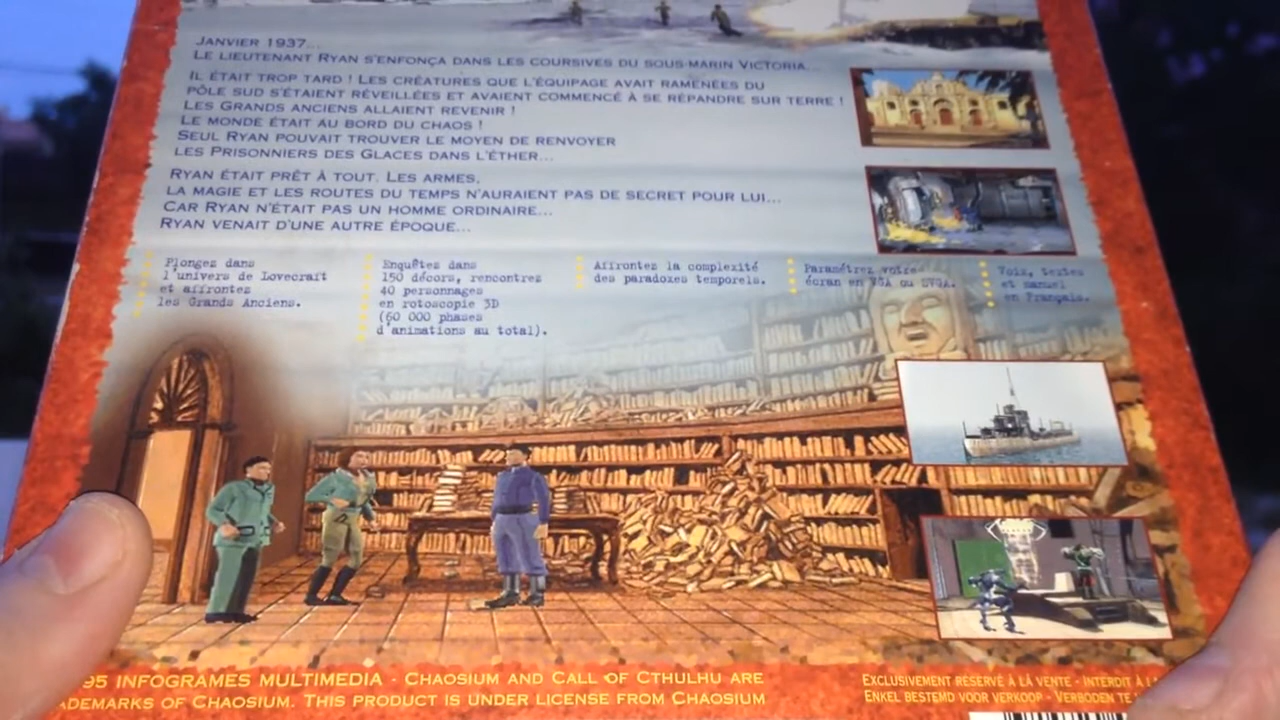 JANVIER 1937...
LE LIEUTENANT RYAN S'ENFONÇA DANS LES COURSIVES DU SOUS-MARIN VICTORIA...
IL ÉTAIT TROP TARD ! LES CRÉATURES QUE L'ÉQUIPAGE AVAIT RAMENÉES DU
PÔLE SUD S'ÉTAIENT RÉVEILLÉES ET AVAIENT COMMENCÉ À SE RÉPANDRE SUR TERRE !
LES GRANDS ANCIENS ALLAIENT REVENIR !
LE MONDE ÉTAIT AU BORD DU CHAOS !
SEUL RYAN POUVAIT TROUVER LE MOYEN DE RENVOYER
LES PRISONNIERS DES GLACES DANS L'ÉTHER...
RYAN ÉTAIT PRÊT À TOUT. LES ARMES,
LA MAGIE ET LES ROUTES DU TEMPS N'AURAIENT PAS DE SECRET POUR LUI...
CAR RYAN N'ÉTAIT PAS UN HOMME ORDINAIRE...
RYAN VENAIT D'UNE AUTRE ÉPOQUE...
Plongez dans
l'univers de Lovecraft
et affrontez
les Grands Anciens.
Enquêtez dans
150 décors, rencontrez
40 personnages
en rotoscopie 3D
(60 000 phases
d'animations au total).
Affrontez la complexité
des paradoxes temporels.
Paramétrez votre
écran en VGA ou SVGA.
Voix, textes
et manuel
en Français.
95 INFOGRAMES MULTIMEDIA - CHAOSIUM AND CALL OF CTHULHU ARE
ADEMARKS OF CHAOSIUM. THIS PRODUCT IS UNDER LICENSE FROM CHAOSIUM
EXCLUSIVEMENT RÉSERVÉ À LA VENTE - INTERDIT À
ENKEL BESTEMD VOOR VERKOOP - VERBODEN TE